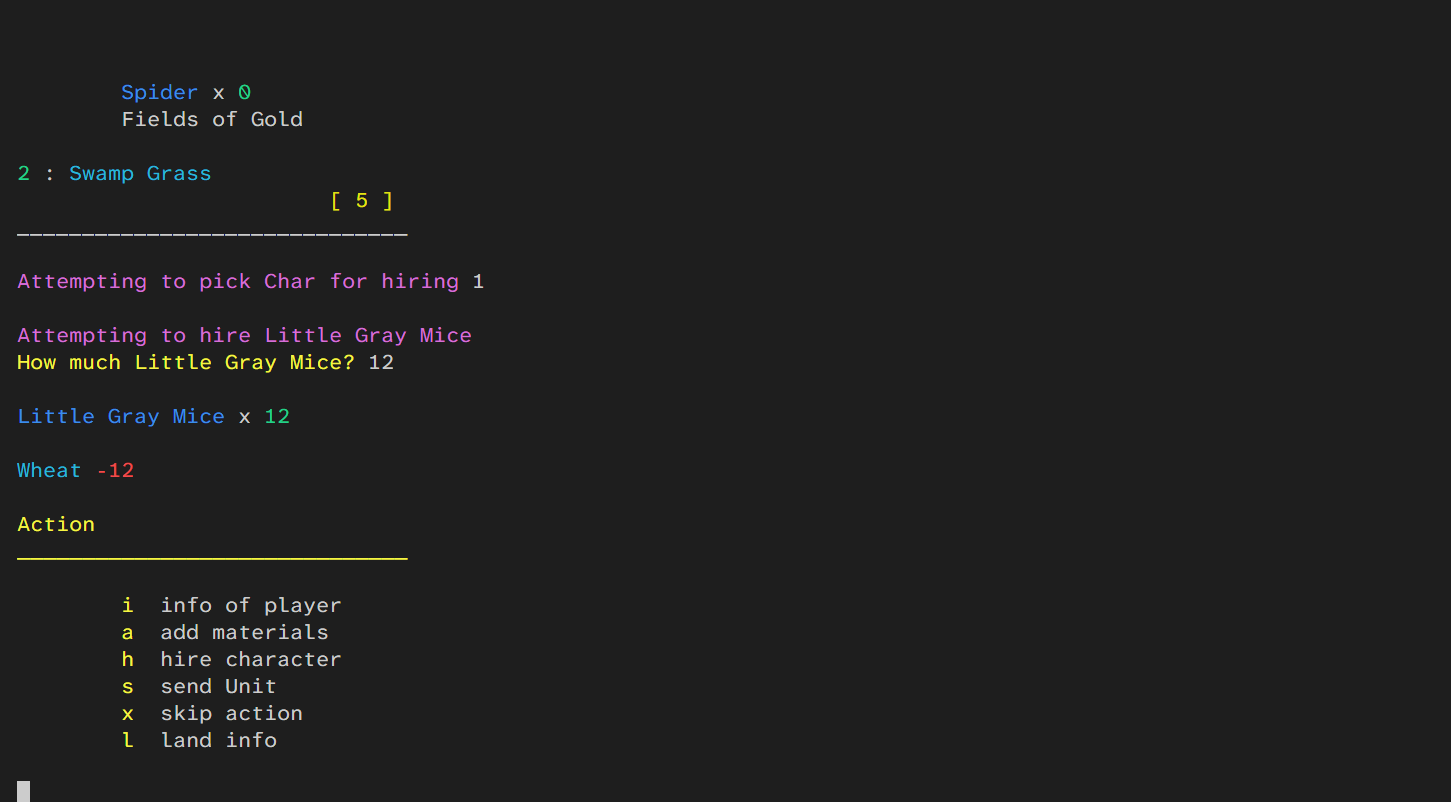 Spider x 0
Fields of Gold
2 : Swamp Grass
[ 5 ]
______________________________
Attempting to pick Char for hiring 1
Attempting to hire Little Gray Mice
How much Little Gray Mice? 12
Little Gray Mice x 12
Wheat -12
Action
______________________________
i info of player
a add materials
h hire character
s send Unit
x skip action
l land info